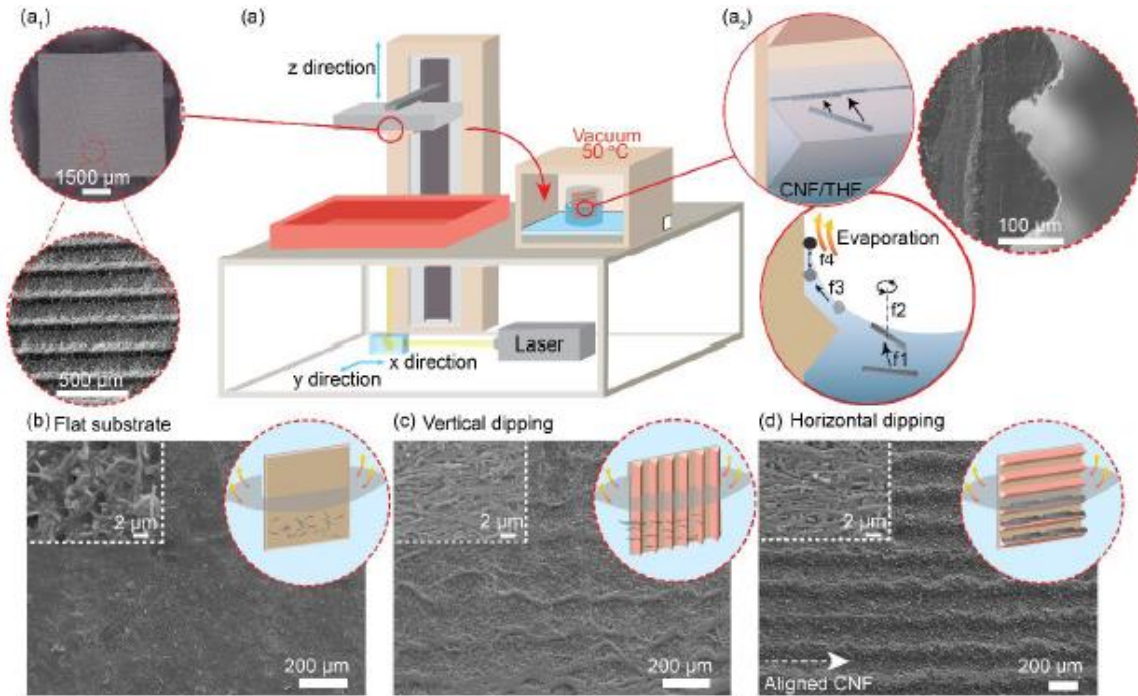 (a1)
(a)
(a2)
z direction
Vacuum
50 °C
1500 µm
CNF/THF
100 µm
Evaporation
f4
f3
f2
f1
500 µm
Laser
x direction
y direction
(b) Flat substrate
(c) Vertical dipping
(d) Horizontal dipping
2 µm
2 µm
2 µm
200 µm
200 µm
200 µm
Aligned CNF